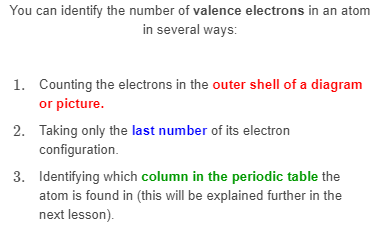 You can identify the number of valence electrons in an atom
in several ways:
1. Counting the electrons in the outer shell of a diagram
or picture.
2. Taking only the last number of its electron
configuration.
3. Identifying which column in the periodic table the
atom is found in (this will be explained further in the
next lesson).